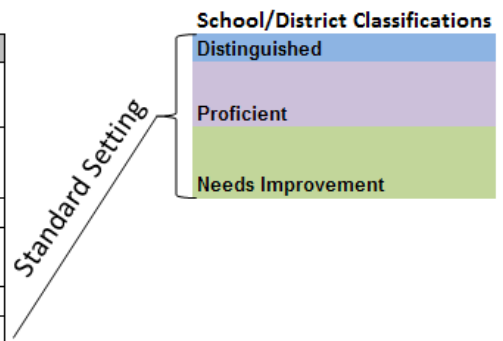 School/District Classifications
Distinguished
Proficient
Needs Improvement
Standard Setting